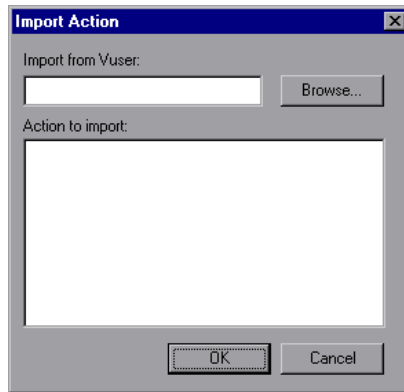 Import Action
Import from Vuser:
Browse...
Action to import:
OK
Cancel